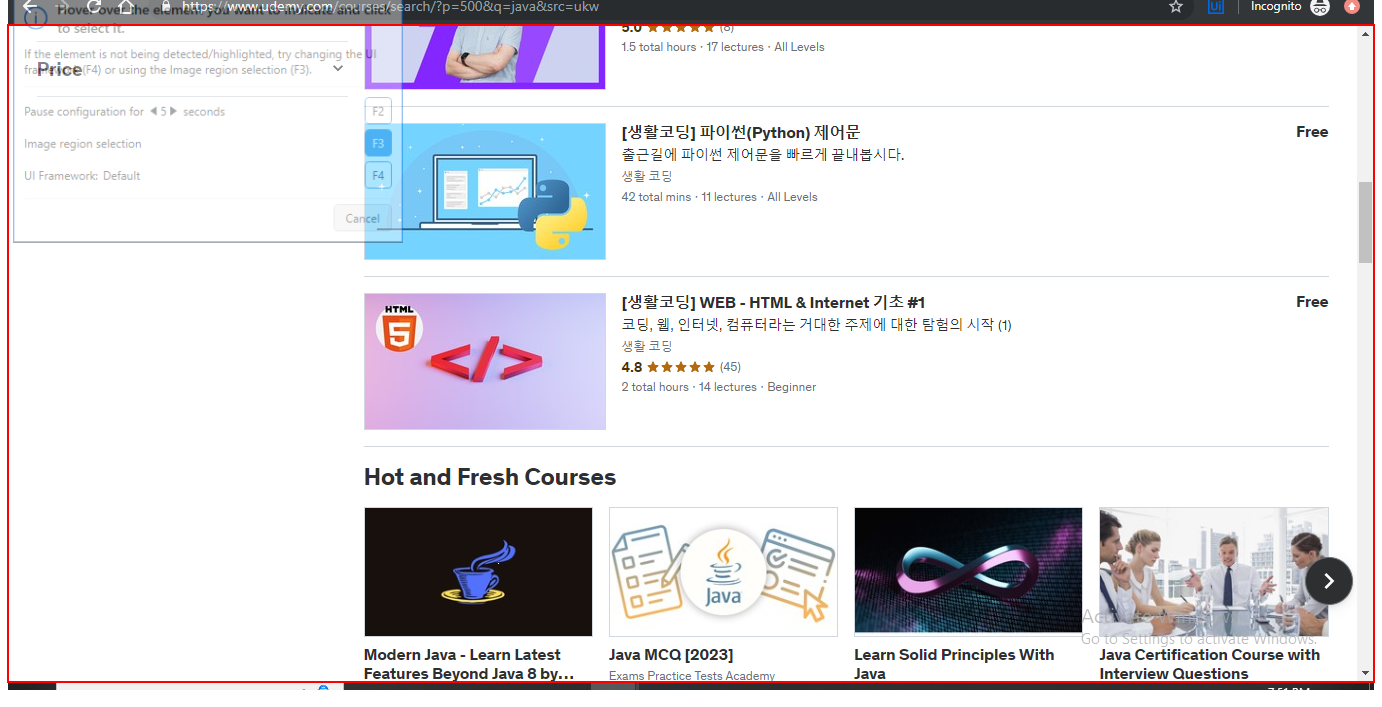 https://www.udemy.com/courses/search/?p=500&q=java&src=ukw
Incognito
Hover over the element you want to indicate and click
to select it.
If the element is not being detected/highlighted, try changing the UI
framework (F4) or using the Image region selection (F3).
Price
Pause configuration for 5 seconds
F2
Image region selection
F3
UI Framework: Default
F4
Cancel
5.0 (8)
1.5 total hours · 17 lectures · All Levels
[생활코딩] 파이썬(Python) 제어문
Free
출근길에 파이썬 제어문을 빠르게 끝내봅시다.
생활 코딩
42 total mins · 11 lectures · All Levels
HTML
5
[생활코딩] WEB - HTML & Internet 기초 #1
Free
코딩, 웹, 인터넷, 컴퓨터라는 거대한 주제에 대한 탐험의 시작 (1)
생활 코딩
4.8 (45)
2 total hours · 14 lectures · Beginner
Hot and Fresh Courses
Java
Go to Settings to activate Windows.
Modern Java - Learn Latest
Features Beyond Java 8 by...
Java MCQ [2023]
Exams Practice Tests Academy
Learn Solid Principles With
Java
Java Certification Course with
Interview Questions
7:51 PM